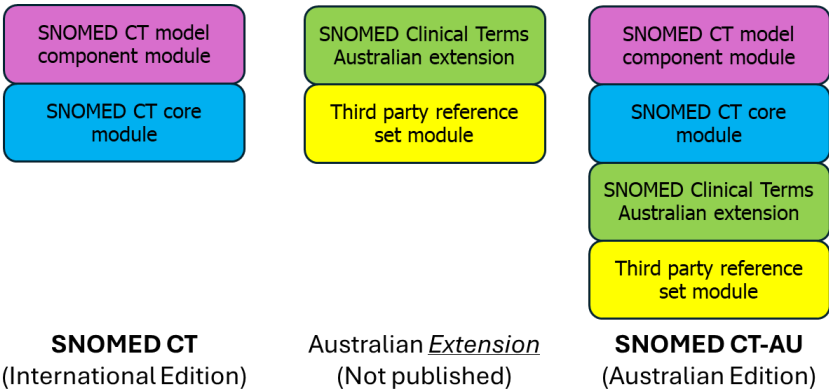 SNOMED CT model
component module
SNOMED CT core
module
SNOMED CT
(International Edition)
SNOMED Clinical Terms
Australian extension
Third party reference
set module
Australian Extension
(Not published)
SNOMED CT model
component module
SNOMED CT core
module
SNOMED Clinical Terms
Australian extension
Third party reference
set module
SNOMED CT-AU
(Australian Edition)